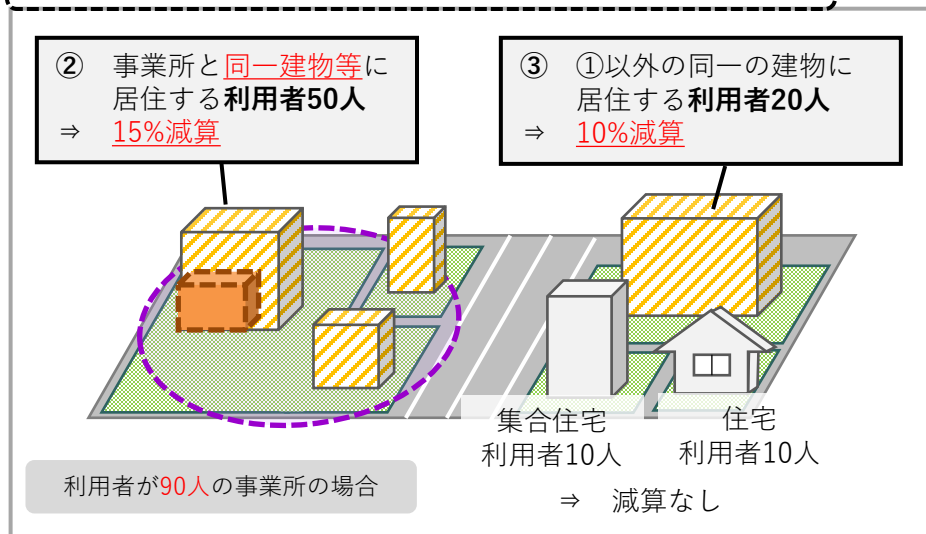 ② 事業所と同一建物等に
居住する利用者50人
⇒ 15%減算
③ ①以外の同一の建物に
居住する利用者20人
⇒ 10%減算
集合住宅
利用者10人
住宅
利用者10人
⇒ 減算なし
利用者が90人の事業所の場合